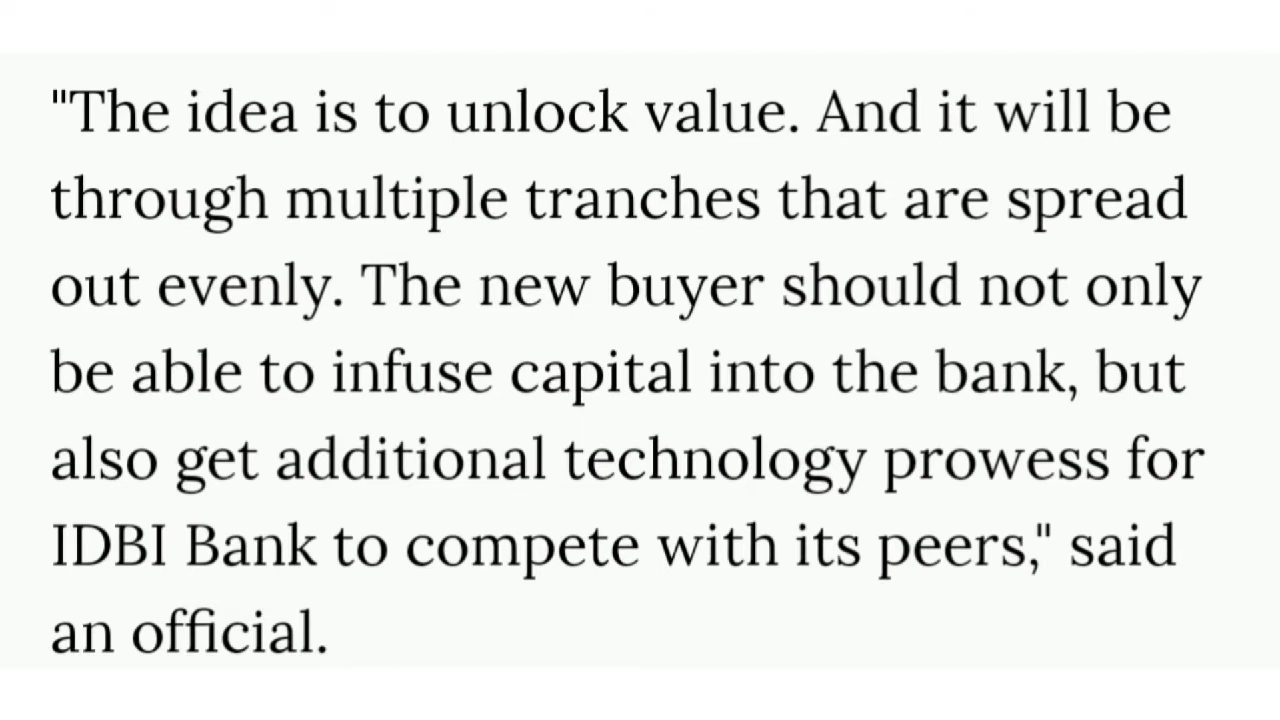 "The idea is to unlock value. And it will be
through multiple tranches that are spread
out evenly. The new buyer should not only
be able to infuse capital into the bank, but
also get additional technology prowess for
IDBI Bank to compete with its peers," said
an official.